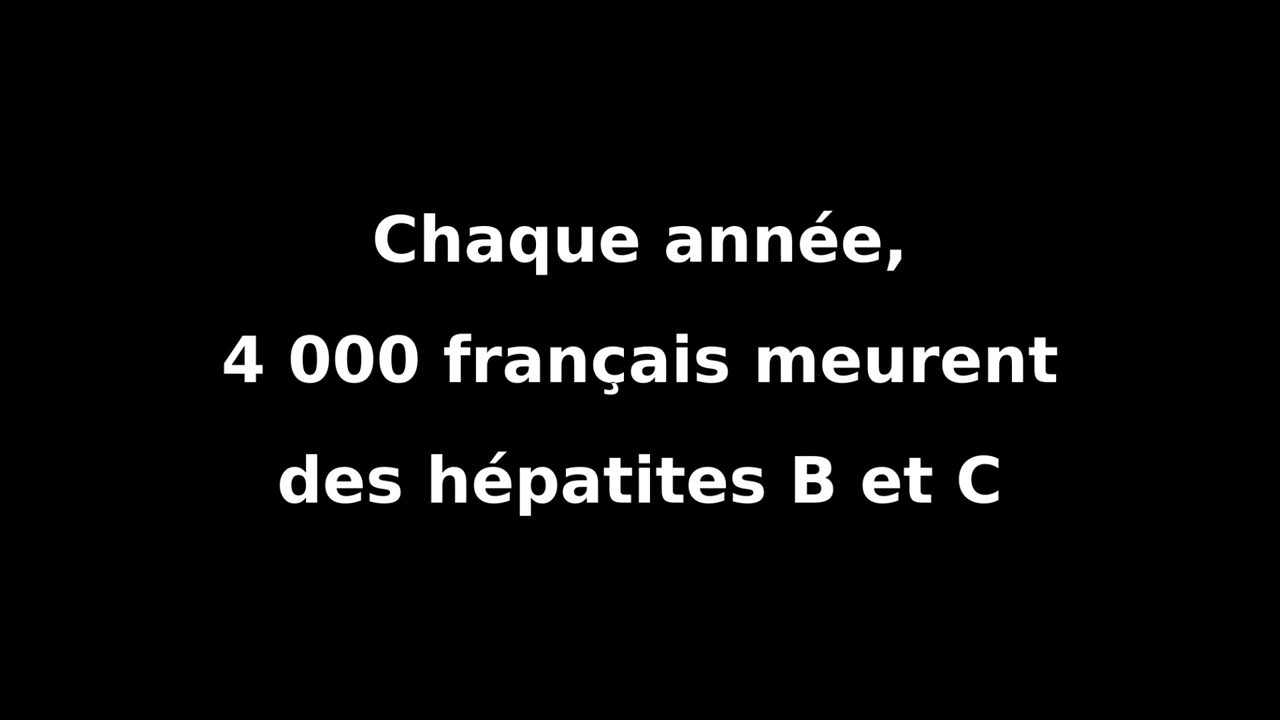 Chaque année,
4 000 français meurent
des hépatites B et C